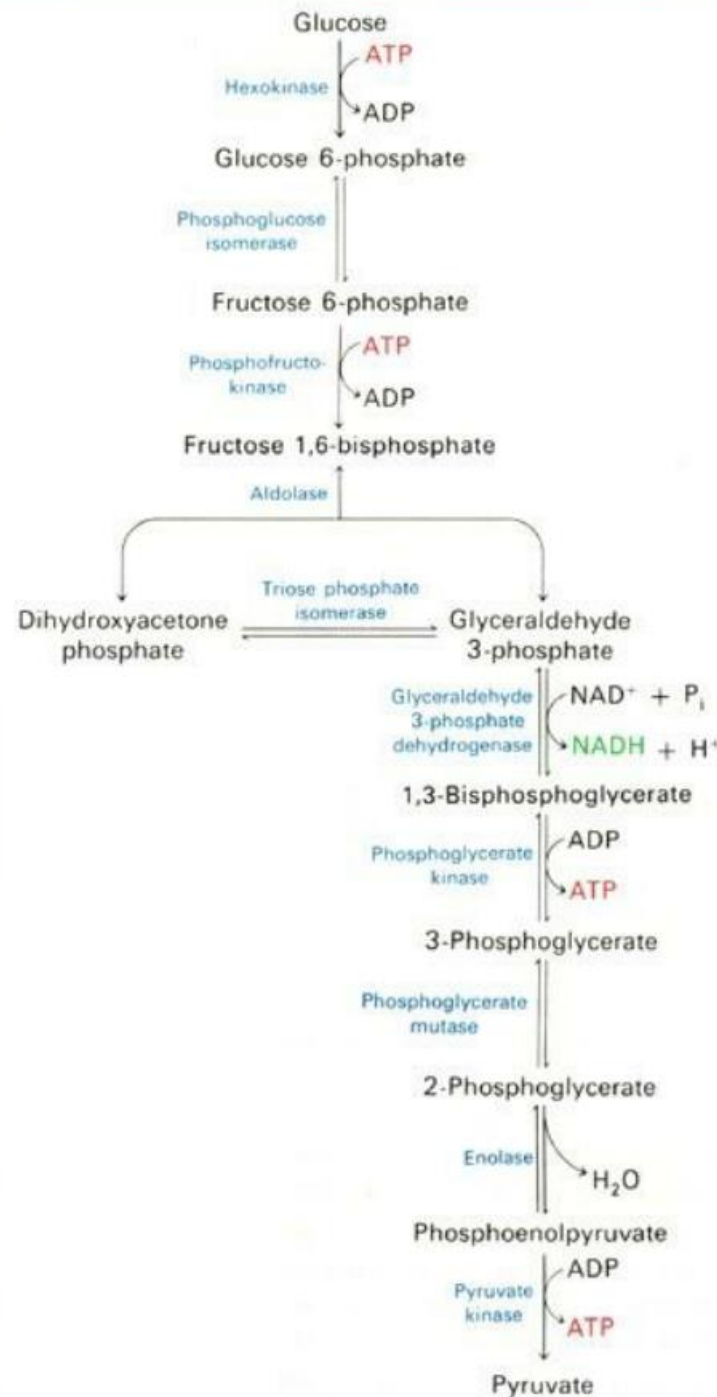 Glucose
ATP
Hexokinase
ADP
Glucose 6-phosphate
Phosphoglucose
isomerase
Fructose 6-phosphate
ATP
Phosphofructo-
kinase
ADP
Fructose 1,6-bisphosphate
Aldolase
Triose phosphate
isomerase
Dihydroxyacetone
phosphate
Glyceraldehyde
3-phosphate
Glyceraldehyde
3-phosphate
dehydrogenase
NAD⁺ + Pᵢ
NADH + H⁺
1,3-Bisphosphoglycerate
ADP
Phosphoglycerate
kinase
ATP
3-Phosphoglycerate
Phosphoglycerate
mutase
2-Phosphoglycerate
Enolase
H₂O
Phosphoenolpyruvate
ADP
Pyruvate
kinase
ATP
Pyruvate